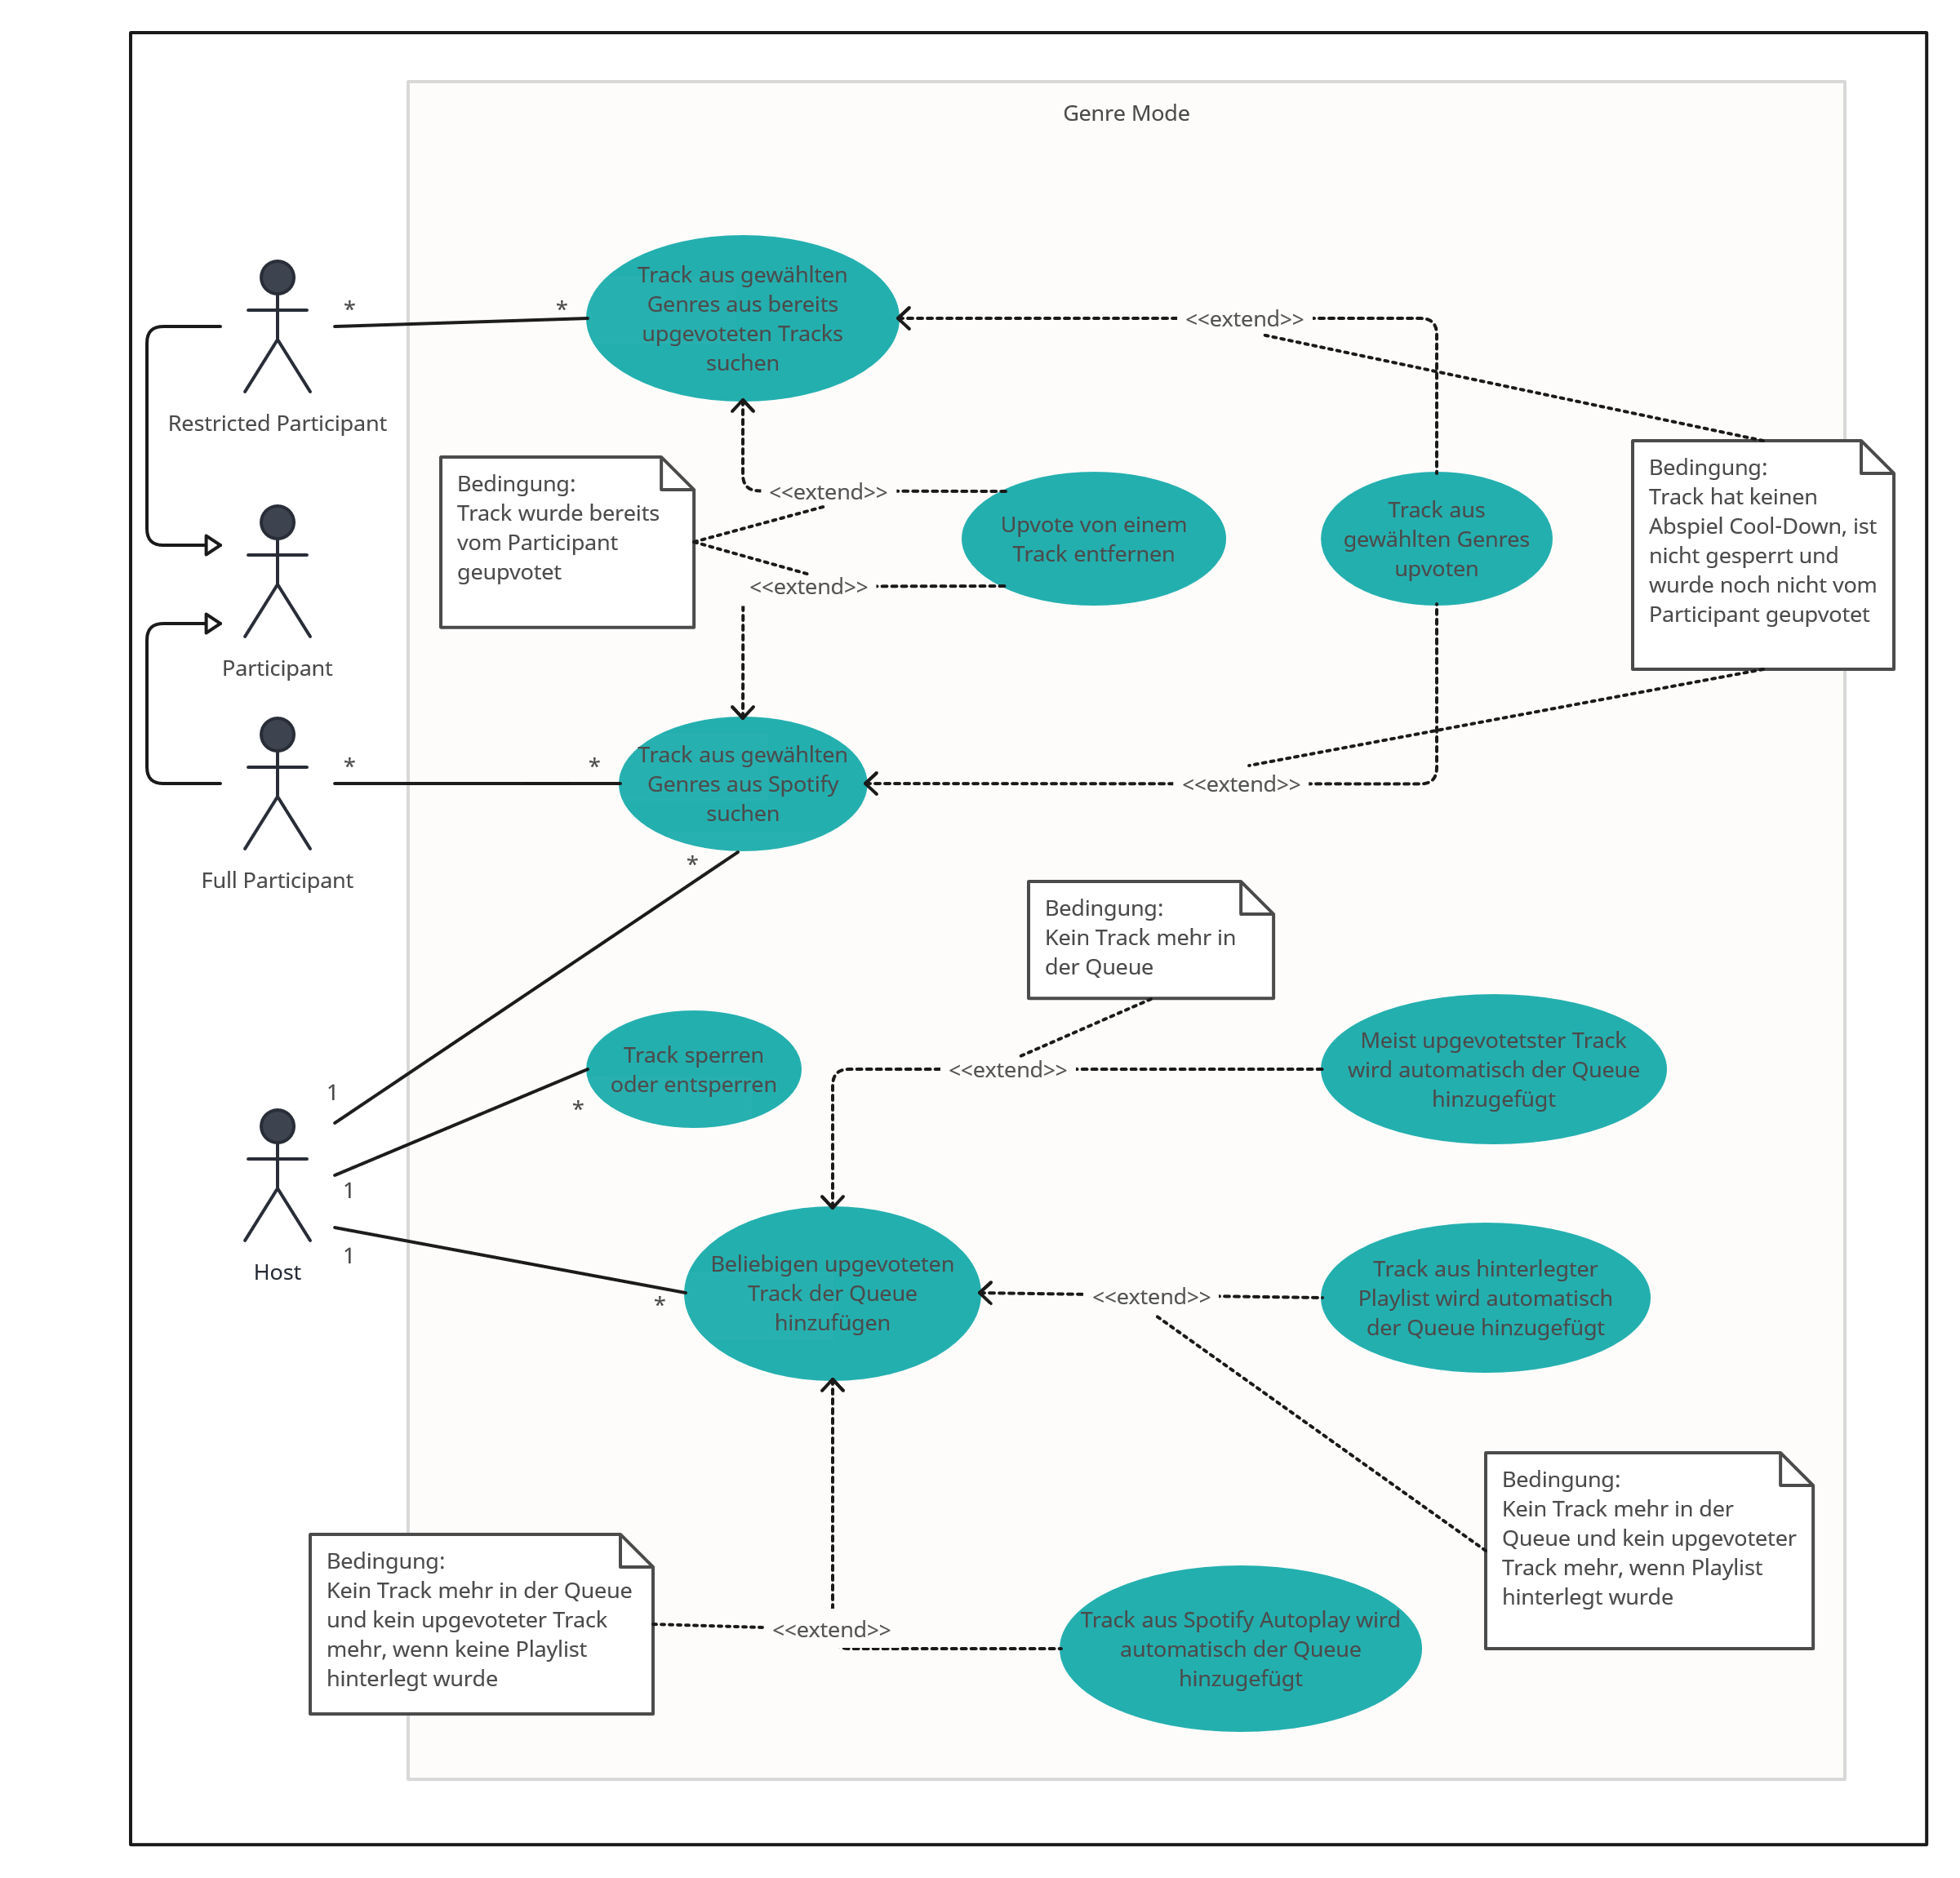 Genre Mode
Track aus gewählten
Genres aus bereits
upgevoteten Tracks
suchen
*
*
<<extend>>
Restricted Participant
Bedingung:
Track wurde bereits
vom Participant
geupvotet
<<extend>>
<<extend>>
Upvote von einem
Track entfernen
Track aus
gewählten Genres
upvoten
Bedingung:
Track hat keinen
Abspiel Cool-Down, ist
nicht gesperrt und
wurde noch nicht vom
Participant geupvotet
Participant
*
*
Track aus gewählten
Genres aus Spotify
suchen
<<extend>>
Full Participant
*
Bedingung:
Kein Track mehr in
der Queue
1
Track sperren
oder entsperren
*
<<extend>>
Meist upgevotetster Track
wird automatisch der Queue
hinzugefügt
1
1
Host
*
Beliebigen upgevoteten
Track der Queue
hinzufügen
<<extend>>
Track aus hinterlegter
Playlist wird automatisch
der Queue hinzugefügt
Bedingung:
Kein Track mehr in der
Queue und kein upgevoteter
Track mehr, wenn Playlist
hinterlegt wurde
Bedingung:
Kein Track mehr in der Queue
und kein upgevoteter Track
mehr, wenn keine Playlist
hinterlegt wurde
<<extend>>
Track aus Spotify Autoplay wird
automatisch der Queue
hinzugefügt